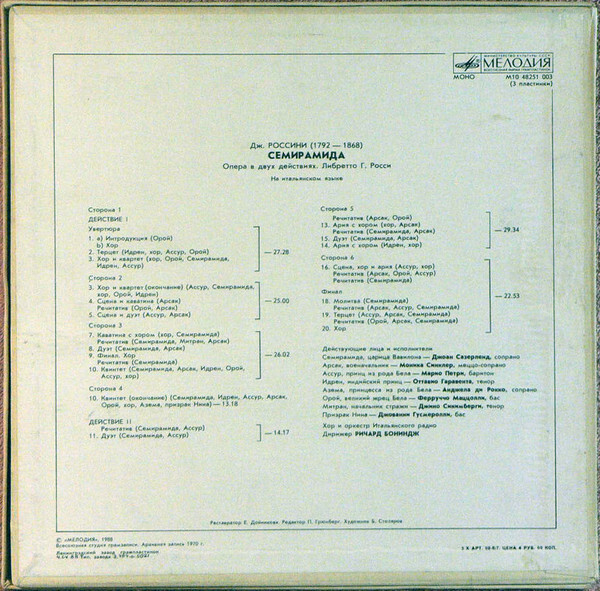 МИНИСТЕРСТВО КУЛЬТУРЫ СССР
МЕЛОДИЯ
ВСЕСОЮЗНАЯ ФИРМА ГРАМПЛАСТИНОК
МОНО
М10 48251 003
(3 пластинки)
Дж. РОССИНИ (1792 — 1868)
СЕМИРАМИДА
Опера в двух действиях. Либретто Г. Росси
На итальянском языке
Сторона 1
ДЕЙСТВИЕ I
Увертюра
1. а) Интродукция (Орой)
b) Хор
2. Терцет (Идрен, хор, Ассур, Орой)
3. Хор и квартет (хор, Орой, Семирамида,
Идрен, Ассур)
— 27.28
Сторона 2
3. Хор и квартет (окончание) (Ассур, Семирамида,
хор, Орой, Идрен)
4. Сцена и каватина (Арсак)
Речитатив (Орой, Арсак)
5. Сцена и дуэт (Ассур, Арсак)
— 25.00
Сторона 3
7. Каватина с хором (хор, Семирамида)
Речитатив (Семирамида, Митран, Арсак)
8. Дуэт (Семирамида, Арсак)
9. Финал. Хор
Речитатив (Семирамида)
10. Квинтет (Семирамида, Арсак, Идрен, Орой,
Ассур, хор)
— 26.02
Сторона 4
10. Квинтет (окончание) (Семирамида, Идрен, Ассур, Арсак,
Орой, хор, Азема, призрак Нина) — 13.18
ДЕЙСТВИЕ II
Речитатив (Семирамида, Ассур)
11. Дуэт (Семирамида, Ассур)
— 14.17
Сторона 5
Речитатив (Арсак, Орой)
13. Ария с хором (хор, Арсак)
Речитатив (Семирамида, Арсак)
15. Дуэт (Семирамида, Арсак)
14. Ария с хором (Идрен, хор)
— 29.34
Сторона 6
16. Сцена, хор и ария (Ассур, хор)
Речитатив (Арсак, Орой)
Речитатив (Семирамида)
Финал
18. Молитва (Семирамида)
Речитатив (Арсак, Ассур, Семирамида)
19. Терцет (Ассур, Арсак, Семирамида)
Речитатив (Орой, Арсак, Семирамида)
20. Хор
— 22.53
Действующие лица и исполнители
Семирамида, царица Вавилона — Джоан Сазерленд, сопрано
Арсак, военачальник — Моника Синклер, меццо-сопрано
Ассур, принц из рода Бела — Марио Петри, баритон
Идрен, индийский принц — Оттавио Гаравента, тенор
Азема, принцесса из рода Бела — Анджела ди Рокко, сопрано
Орой, великий жрец Бела — Ферруччо Маццоли, бас
Митран, начальник стражи — Джино Синимберги, тенор
Призрак Нина — Джованни Гусмеролли, бас
Хор и оркестр Итальянского радио
Дирижер РИЧАРД БОНИНДЖ
Реставратор Е. Дойникова. Редактор П. Гринберг. Художник Б. Столяров
© «МЕЛОДИЯ», 1988
Всесоюзная студия грамзаписи. Архивная запись 1970 г.
Ленинградский завод грампластинок
3 Х АРТ. 10-6-7. ЦЕНА 4 РУБ. 50 КОП.